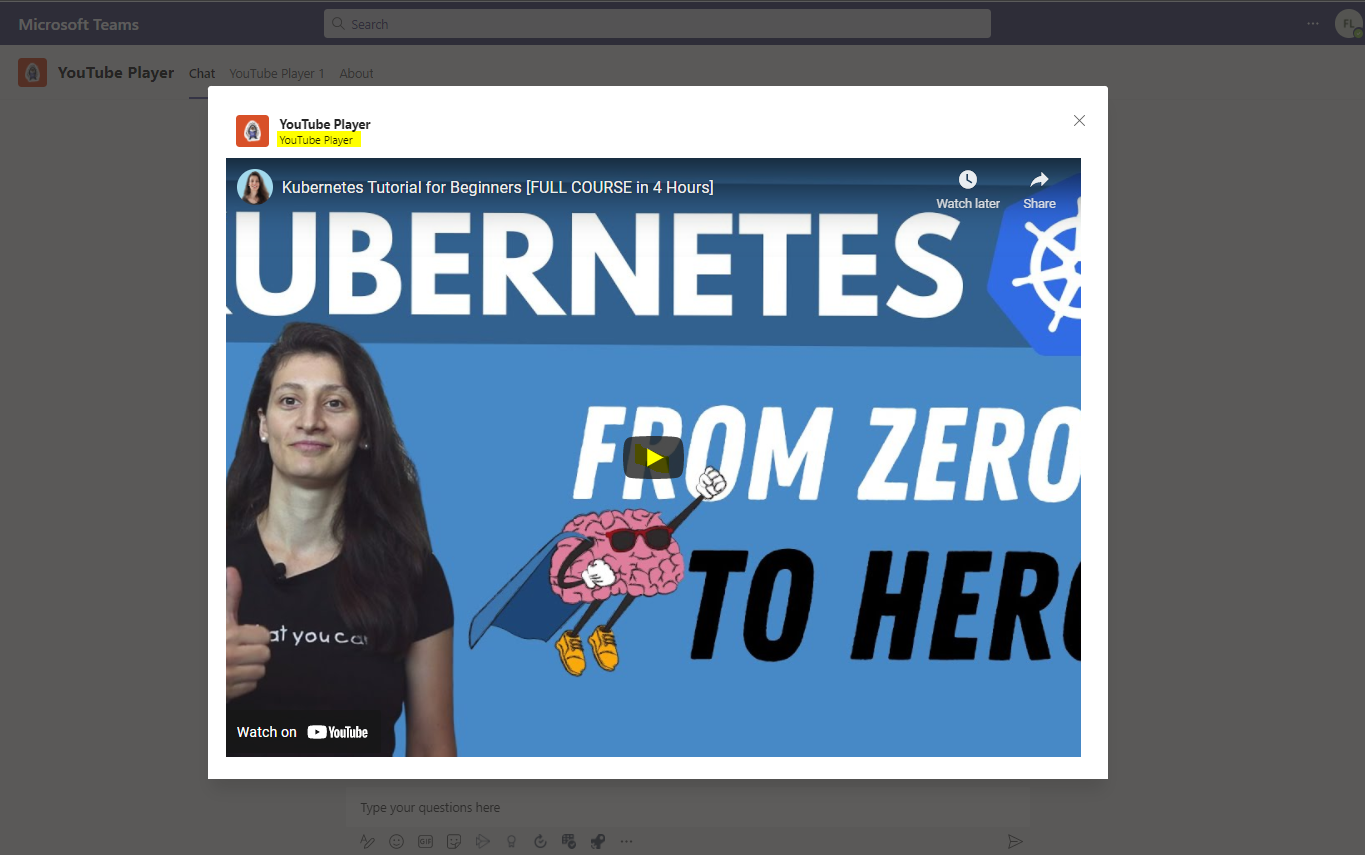 Microsoft Teams
Search
FL
YouTube Player
Chat
YouTube Player 1
About
YouTube Player
YouTube Player
Kubernetes Tutorial for Beginners [FULL COURSE in 4 Hours]
Watch later
Share
UBERNETES
FROM ZERO
TO HERO
at you can
Watch on YouTube
Type your questions here
GIF